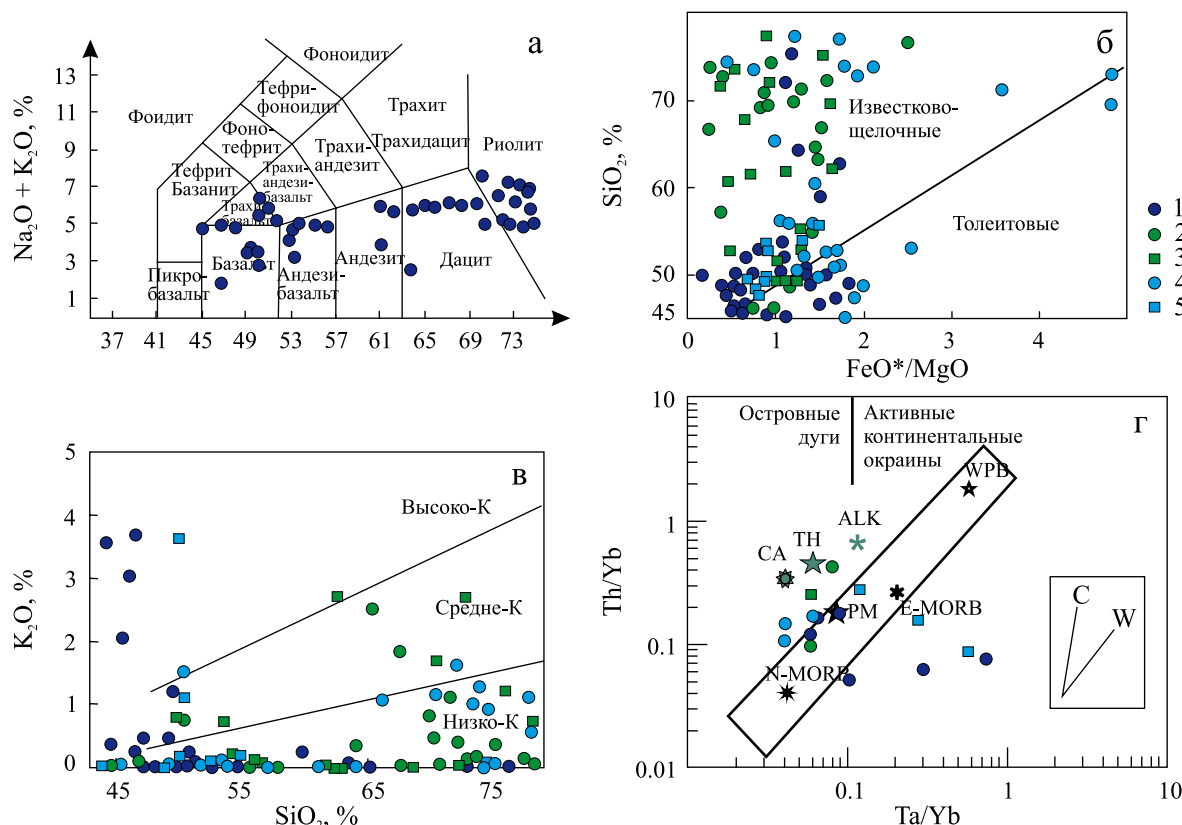 а
Na₂O + K₂O, %
13
11
9
7
5
3
1
37 41 45 49 53 57 61 65 69 73
Фоноидит
Тефри-
фоноидит
Фоидит
Трахит
Фоно-
тефрит
Трахи-
андезит
Трахидацит
Риолит
Тефрит
Базанит
Трахи-
андези-
базальт
Трахи-
базальт
Пикро-
базальт
Базальт
Андези-
базальт
Андезит
Дацит
б
SiO₂, %
70
60
50
45
0 1 2 3 4
FeO*/MgO
Известково-
щелочные
Толеитовые
1
2
3
4
5
в
K₂O, %
5
4
3
2
1
0
45 55 65 75
SiO₂, %
Высоко-К
Средне-К
Низко-К
г
Th/Yb
10
1
0.1
0.01
0.1 1 10
Ta/Yb
Островные
дуги
Активные
континентальные
окраины
WPB
ALK
TH
CA
PM
E-MORB
N-MORB
C
W